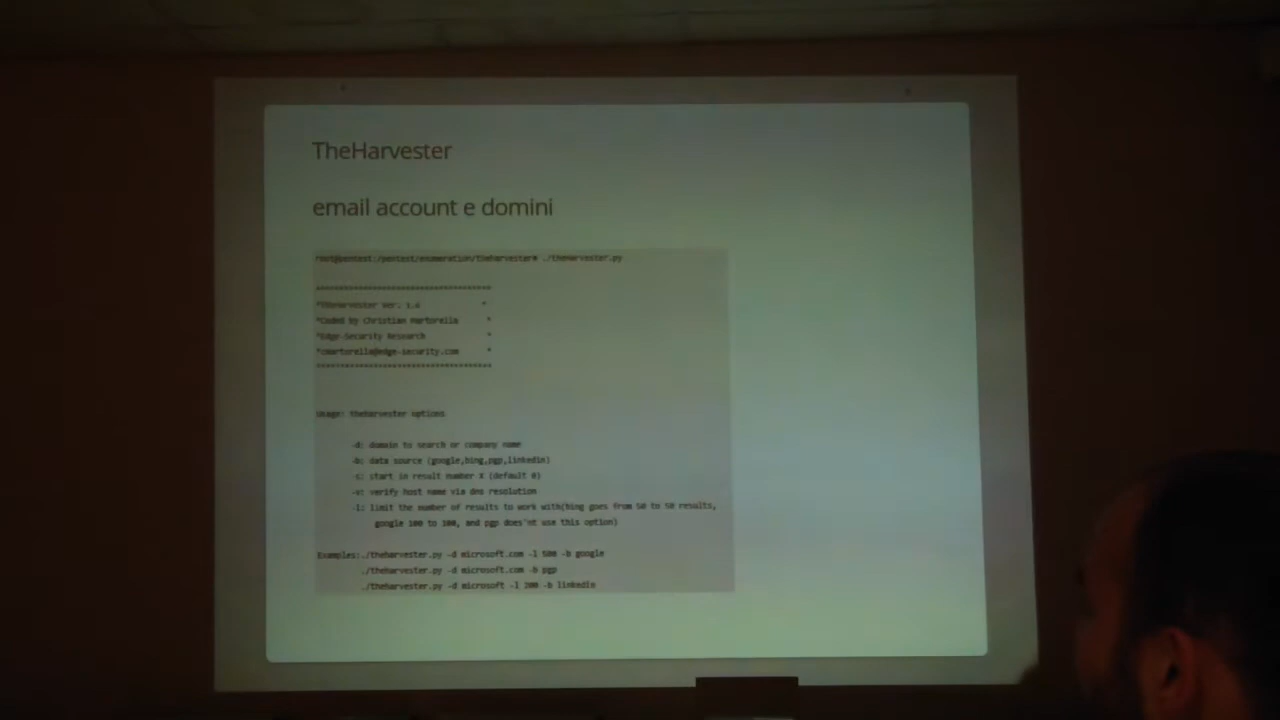 TheHarvester
email account e domini
root@pentest:/pentest/enumeration/theharvester# ./theHarvester.py
*************************************
*TheHarvester Ver. 1.6 *
*Coded by Christian Martorella *
*Edge-Security Research *
*cmartorella@edge-security.com *
*************************************
Usage: theharvester options
-d: domain to search or company name
-b: data source (google,bing,pgp,linkedin)
-s: start in result number X (default 0)
-v: verify host name via dns resolution
-l: limit the number of results to work with(bing goes from 50 to 50 results,
google 100 to 100, and pgp does'nt use this option)
Examples:./theharvester.py -d microsoft.com -l 500 -b google
./theharvester.py -d microsoft.com -b pgp
./theharvester.py -d microsoft -l 200 -b linkedin